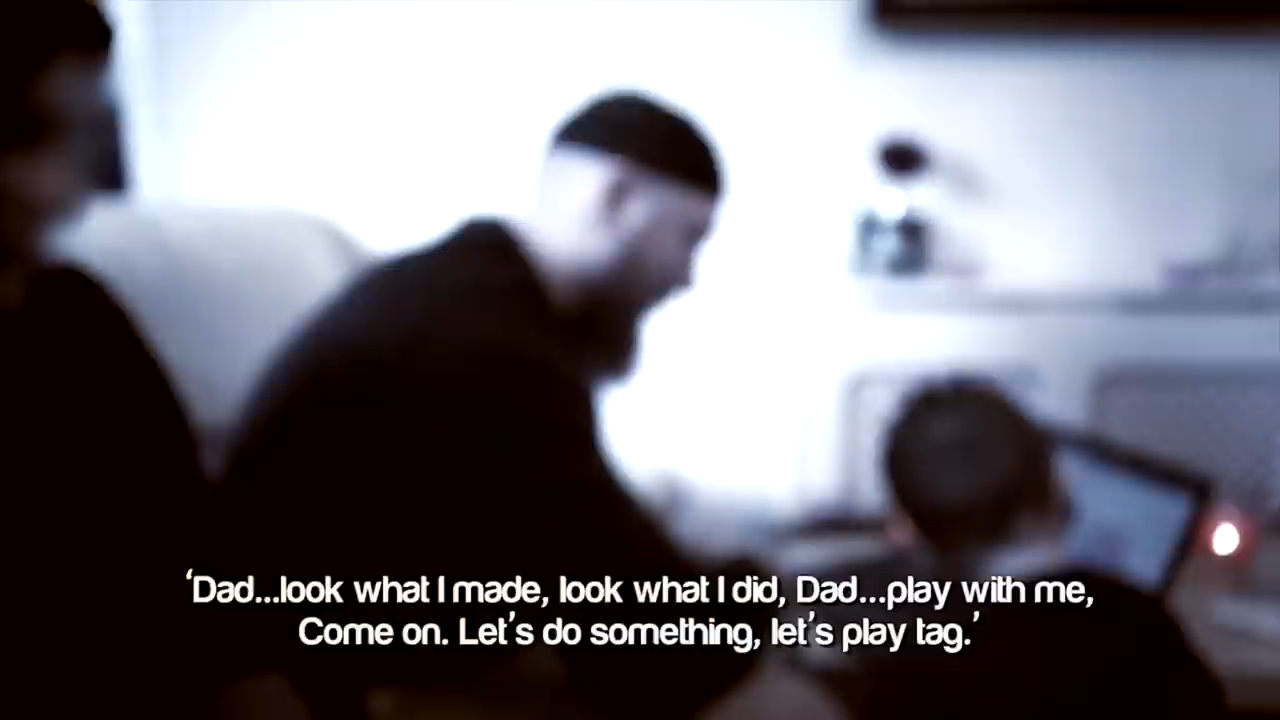 ‘Dad...look what I made, look what I did, Dad...play with me,
Come on. Let’s do something, let’s play tag.’